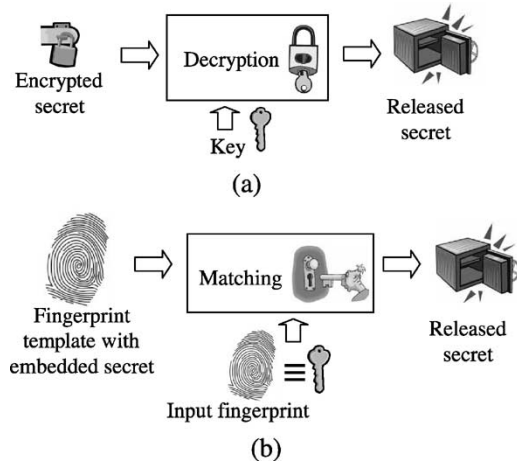 Encrypted
secret
Decryption
Key
Released
secret
(a)
Fingerprint
template with
embedded secret
Matching
Input fingerprint
Released
secret
(b)